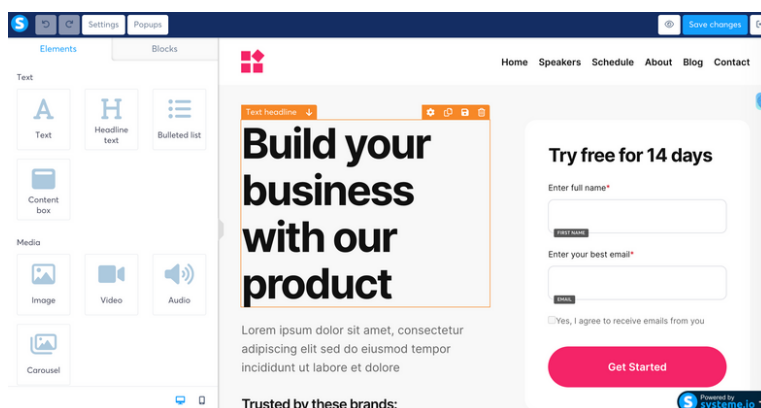 S
Settings
Popups
Save changes
Elements
Blocks
Text
A
Text
H
Headline
text
Bulleted list
Content
box
Media
Image
Video
Audio
Carousel
Home Speakers Schedule About Blog Contact
Text headline
Build your
business
with our
product
Lorem ipsum dolor sit amet, consectetur
adipiscing elit sed do eiusmod tempor
incididunt ut labore et dolore
Trusted by these brands:
Try free for 14 days
Enter full name*
FIRST NAME
Enter your best email*
EMAIL
Yes, I agree to receive emails from you
Get Started
S
Powered by
systeme.io